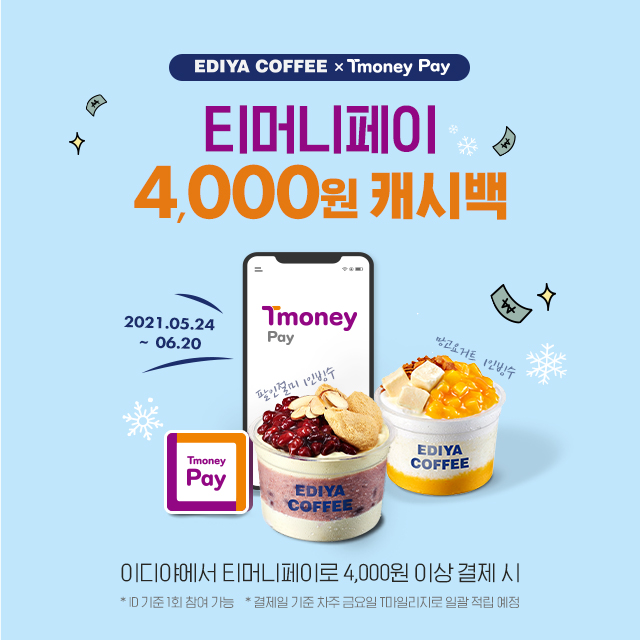 EDIYA COFFEE × Tmoney Pay
티머니페이
4,000원 캐시백
2021.05.24
~ 06.20
Tmoney
Pay
팥인절미 1인빙수
망고요거트 1인빙수
EDIYA
COFFEE
EDIYA
COFFEE
Tmoney
Pay
이디야에서 티머니페이로 4,000원 이상 결제 시
* ID 기준 1회 참여 가능 * 결제일 기준 차주 금요일 T마일리지로 일괄 적립 예정